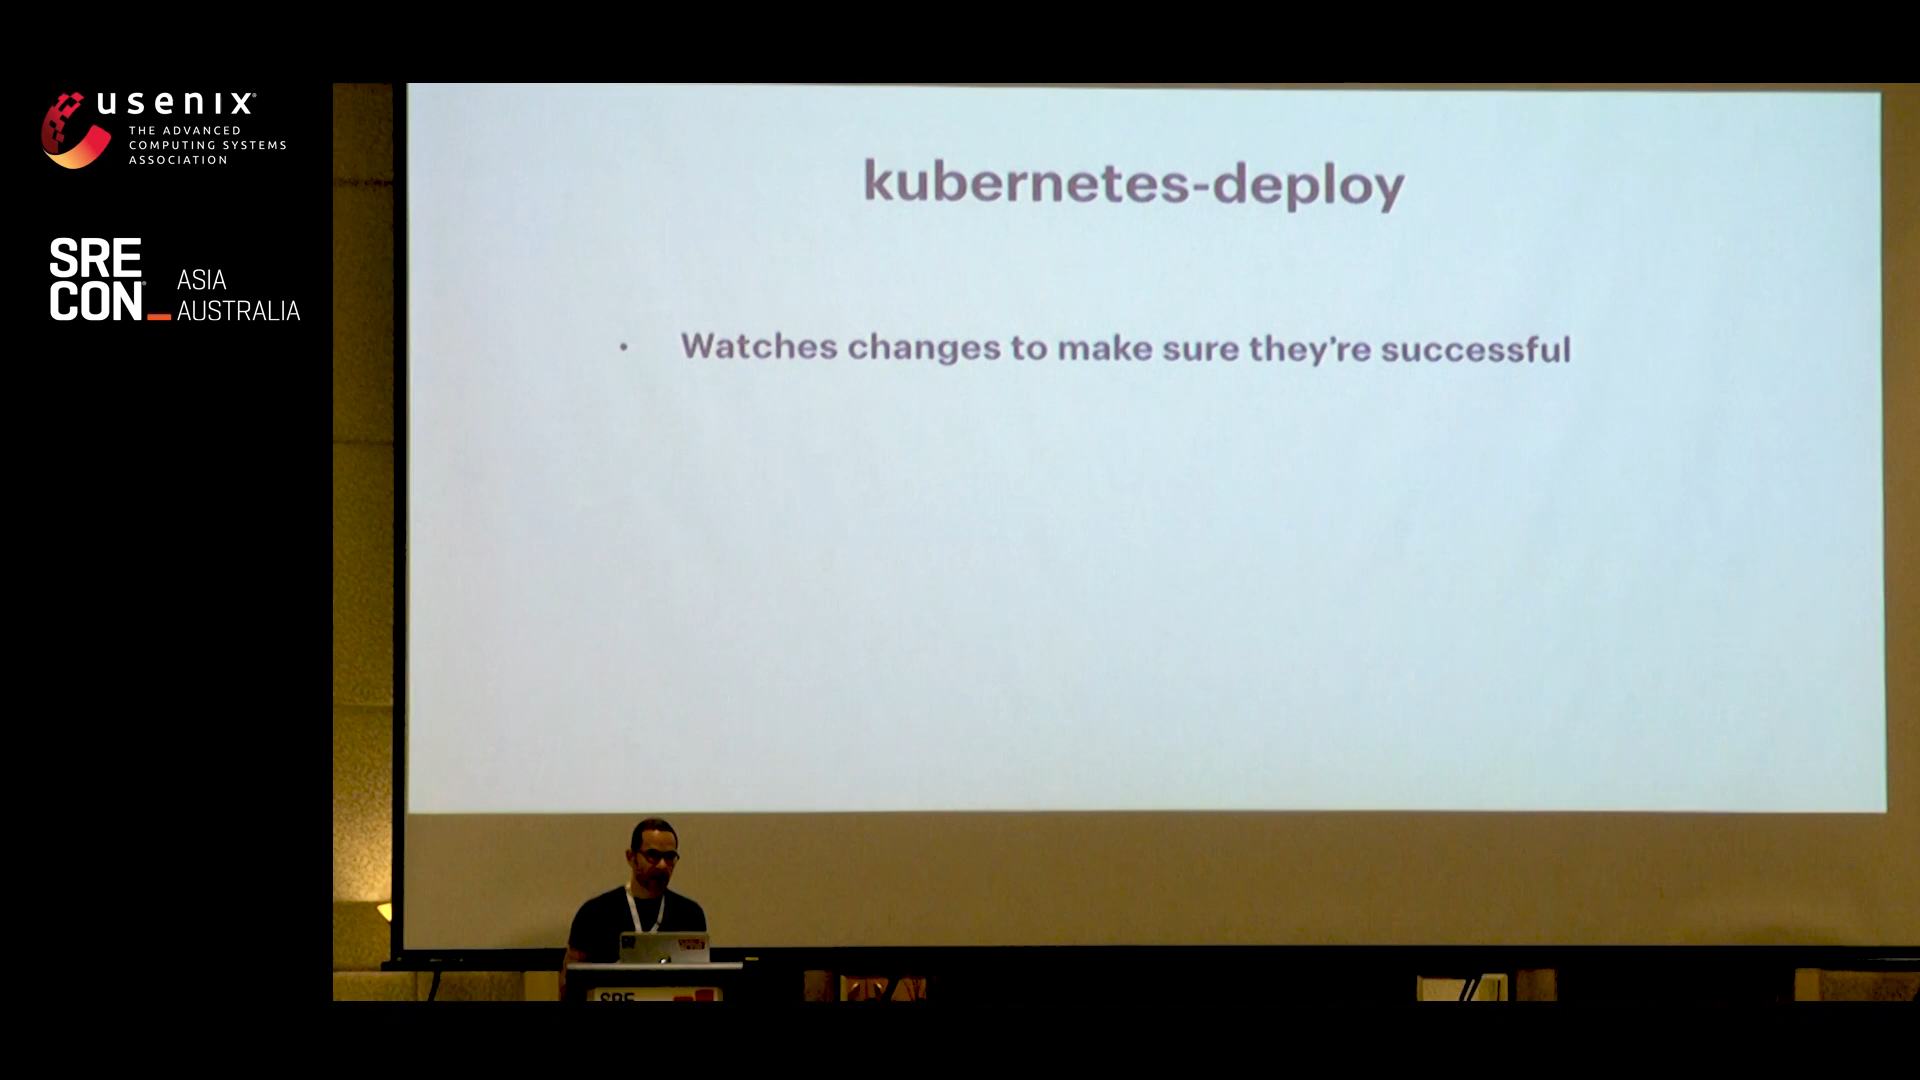 usenix
THE ADVANCED
COMPUTING SYSTEMS
ASSOCIATION
SRE
CON
ASIA
AUSTRALIA
kubernetes-deploy
• Watches changes to make sure they're successful
SRE